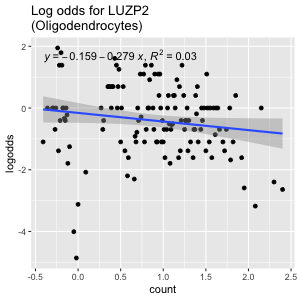 Log odds for LUZP2
(Oligodendrocytes)
y = − 0.159 − 0.279 x, R² = 0.03
2
0
-2
-4
logodds
-0.5 0.0 0.5 1.0 1.5 2.0 2.5
count